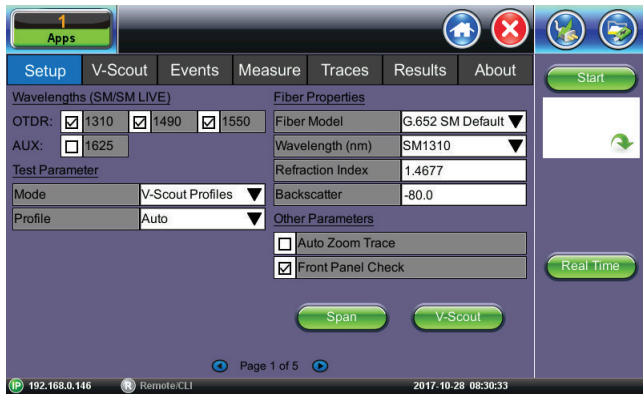 1
Apps
Setup V-Scout Events Measure Traces Results About
Start
Wavelengths (SM/SM LIVE)
OTDR: 1310 1490 1550
AUX: 1625
Test Parameter
Mode V-Scout Profiles
Profile Auto
Fiber Properties
Fiber Model G.652 SM Default
Wavelength (nm) SM1310
Refraction Index 1.4677
Backscatter -80.0
Other Parameters
Auto Zoom Trace
Front Panel Check
Real Time
Span V-Scout
Page 1 of 5
IP 192.168.0.146 R Remote/CLI 2017-10-28 08:30:33